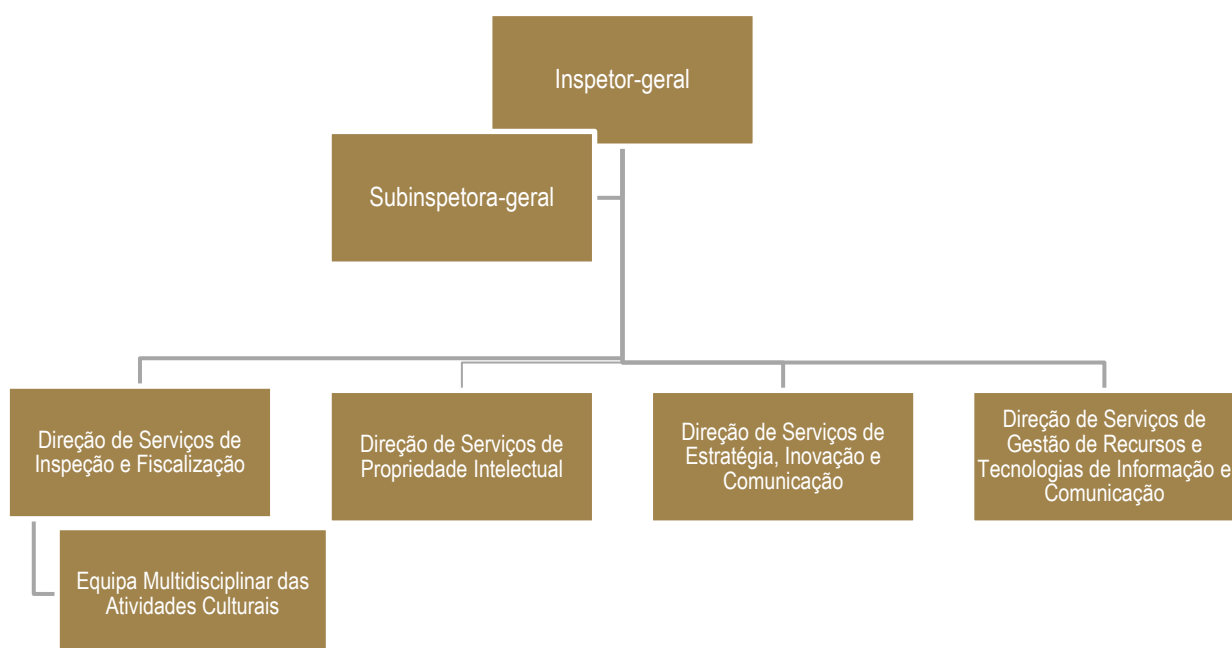 Inspetor-geral
Subinspetora-geral
Direção de Serviços de
Inspeção e Fiscalização
Direção de Serviços de
Propriedade Intelectual
Direção de Serviços de
Estratégia, Inovação e
Comunicação
Direção de Serviços de
Gestão de Recursos e
Tecnologias de Informação e
Comunicação
Equipa Multidisciplinar das
Atividades Culturais